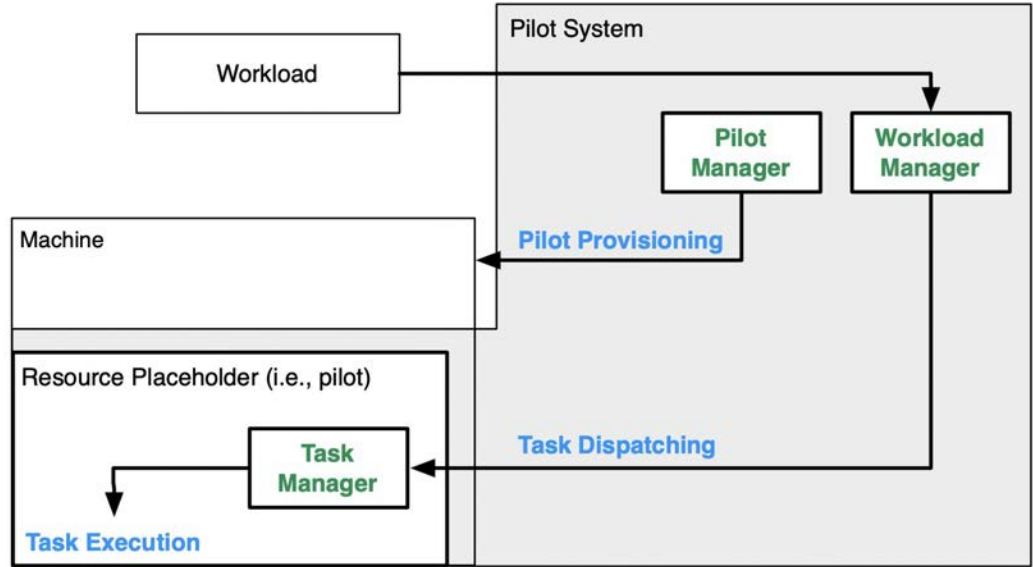 Pilot System
Workload
Pilot
Manager
Workload
Manager
Machine
Pilot Provisioning
Resource Placeholder (i.e., pilot)
Task
Manager
Task Dispatching
Task Execution